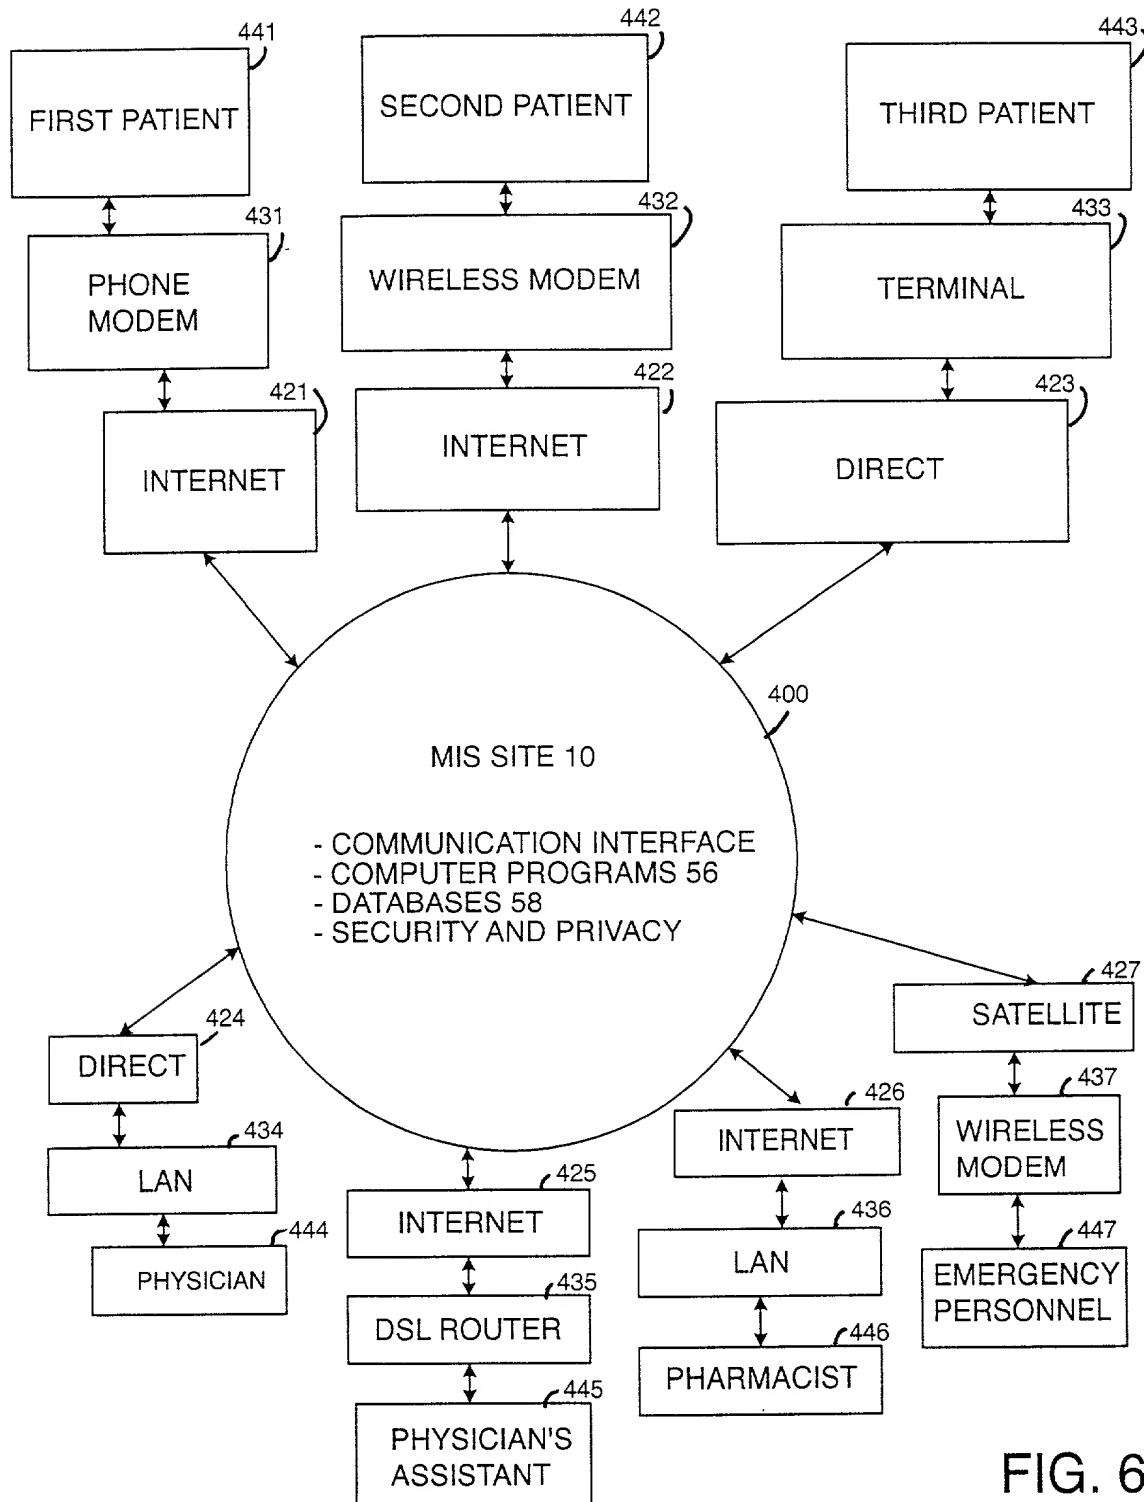 441
FIRST PATIENT
442
SECOND PATIENT
443
THIRD PATIENT
431
PHONE
MODEM
432
WIRELESS MODEM
433
TERMINAL
421
INTERNET
422
INTERNET
423
DIRECT
400
MIS SITE 10
- COMMUNICATION INTERFACE
- COMPUTER PROGRAMS 56
- DATABASES 58
- SECURITY AND PRIVACY
424
DIRECT
434
LAN
444
PHYSICIAN
425
INTERNET
435
DSL ROUTER
445
PHYSICIAN'S
ASSISTANT
426
INTERNET
436
LAN
446
PHARMACIST
427
SATELLITE
437
WIRELESS
MODEM
447
EMERGENCY
PERSONNEL
FIG. 6